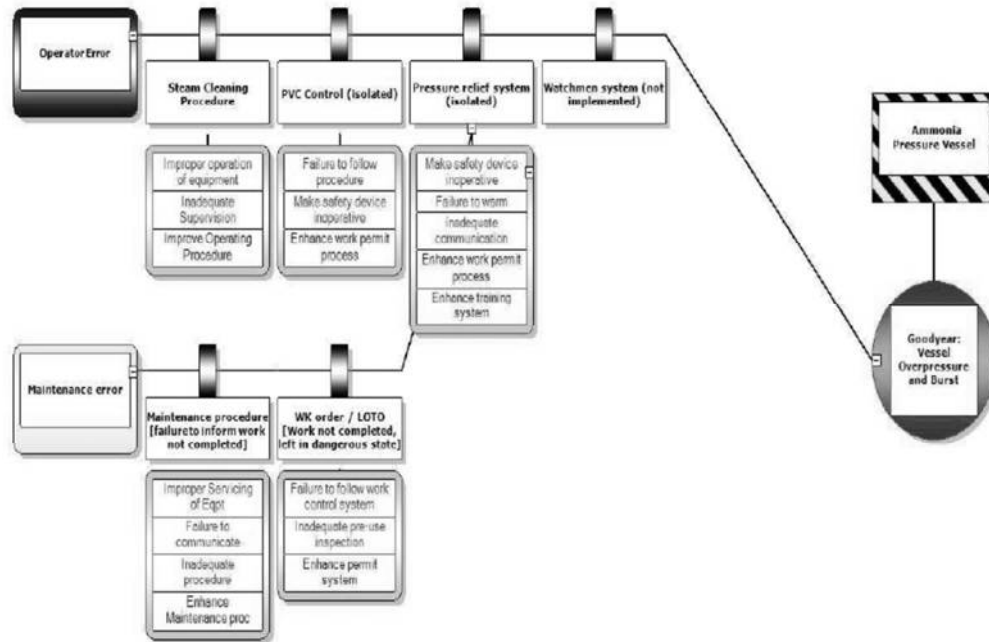 Operator Error
Steam Cleaning
Procedure
PVC Control (isolated)
Pressure relief system
(isolated)
Watchmen system (not
implemented)
Improper operation
of equipment
Inadequate
Supervision
Improve Operating
Procedure
Failure to follow
procedure
Make safety device
inoperative
Enhance work permit
process
Make safety device
inoperative
Failure to warm
inadequate
communication
Enhance work permit
process
Enhance training
system
Ammonia
Pressure Vessel
Goodyear:
Vessel
Overpressure
and Burst
Maintenance error
Maintenance procedure
[failure to inform work
not completed]
WK order / LOTO
[Work not completed,
left in dangerous state]
Improper Servicing
of Eqpt
Failure to
communicate
Inadequate
procedure
Enhance
Maintenance proc
Failure to follow work
control system
Inadequate pre-use
inspection
Enhance permit
system